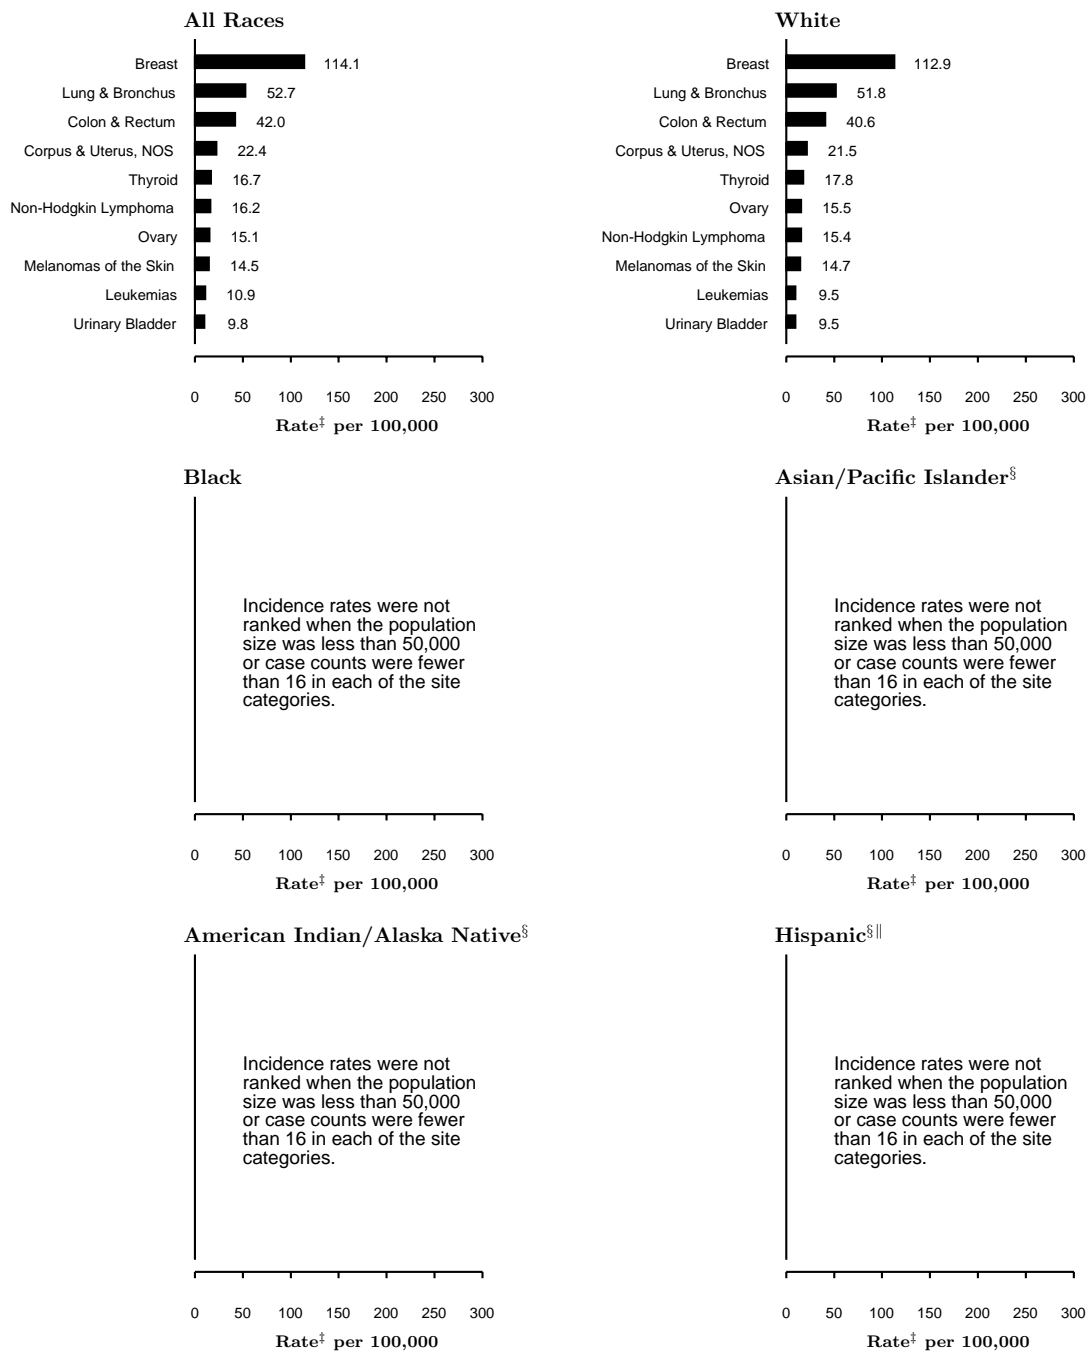 All Races
Breast 114.1
Lung & Bronchus 52.7
Colon & Rectum 42.0
Corpus & Uterus, NOS 22.4
Thyroid 16.7
Non-Hodgkin Lymphoma 16.2
Ovary 15.1
Melanomas of the Skin 14.5
Leukemias 10.9
Urinary Bladder 9.8
0 50 100 150 200 250 300
Rate‡ per 100,000
White
Breast 112.9
Lung & Bronchus 51.8
Colon & Rectum 40.6
Corpus & Uterus, NOS 21.5
Thyroid 17.8
Ovary 15.5
Non-Hodgkin Lymphoma 15.4
Melanomas of the Skin 14.7
Leukemias 9.5
Urinary Bladder 9.5
0 50 100 150 200 250 300
Rate‡ per 100,000
Black
Incidence rates were not
ranked when the population
size was less than 50,000
or case counts were fewer
than 16 in each of the site
categories.
0 50 100 150 200 250 300
Rate‡ per 100,000
Asian/Pacific Islander§
Incidence rates were not
ranked when the population
size was less than 50,000
or case counts were fewer
than 16 in each of the site
categories.
0 50 100 150 200 250 300
Rate‡ per 100,000
American Indian/Alaska Native§
Incidence rates were not
ranked when the population
size was less than 50,000
or case counts were fewer
than 16 in each of the site
categories.
0 50 100 150 200 250 300
Rate‡ per 100,000
Hispanic§‖
Incidence rates were not
ranked when the population
size was less than 50,000
or case counts were fewer
than 16 in each of the site
categories.
0 50 100 150 200 250 300
Rate‡ per 100,000